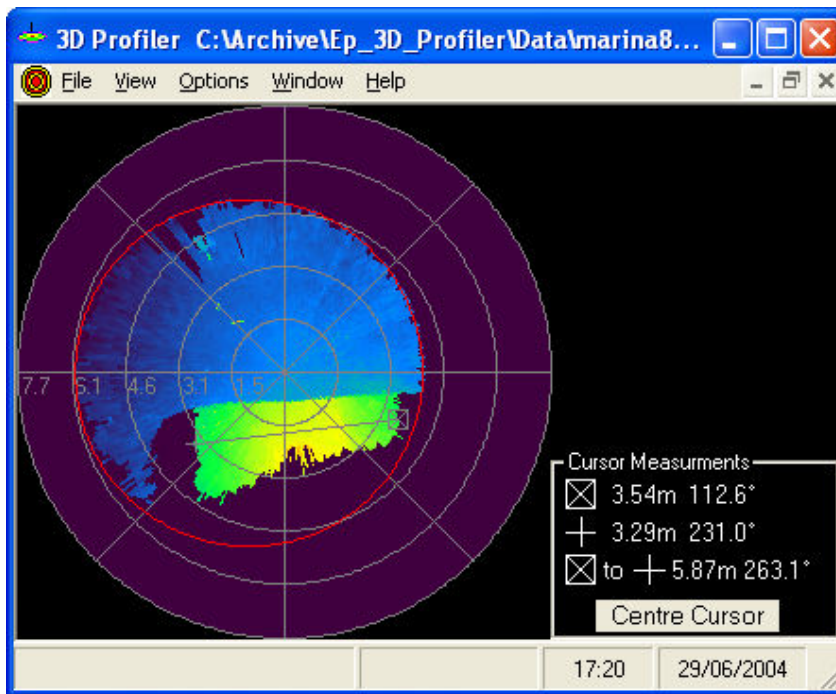 3D Profiler C:\Archive\Ep_3D_Profiler\Data\marina8...
File View Options Window Help
7.7 6.1 4.6 3.1 1.5
Cursor Measurments
3.54m 112.6°
3.29m 231.0°
to 5.87m 263.1°
Centre Cursor
17:20 29/06/2004